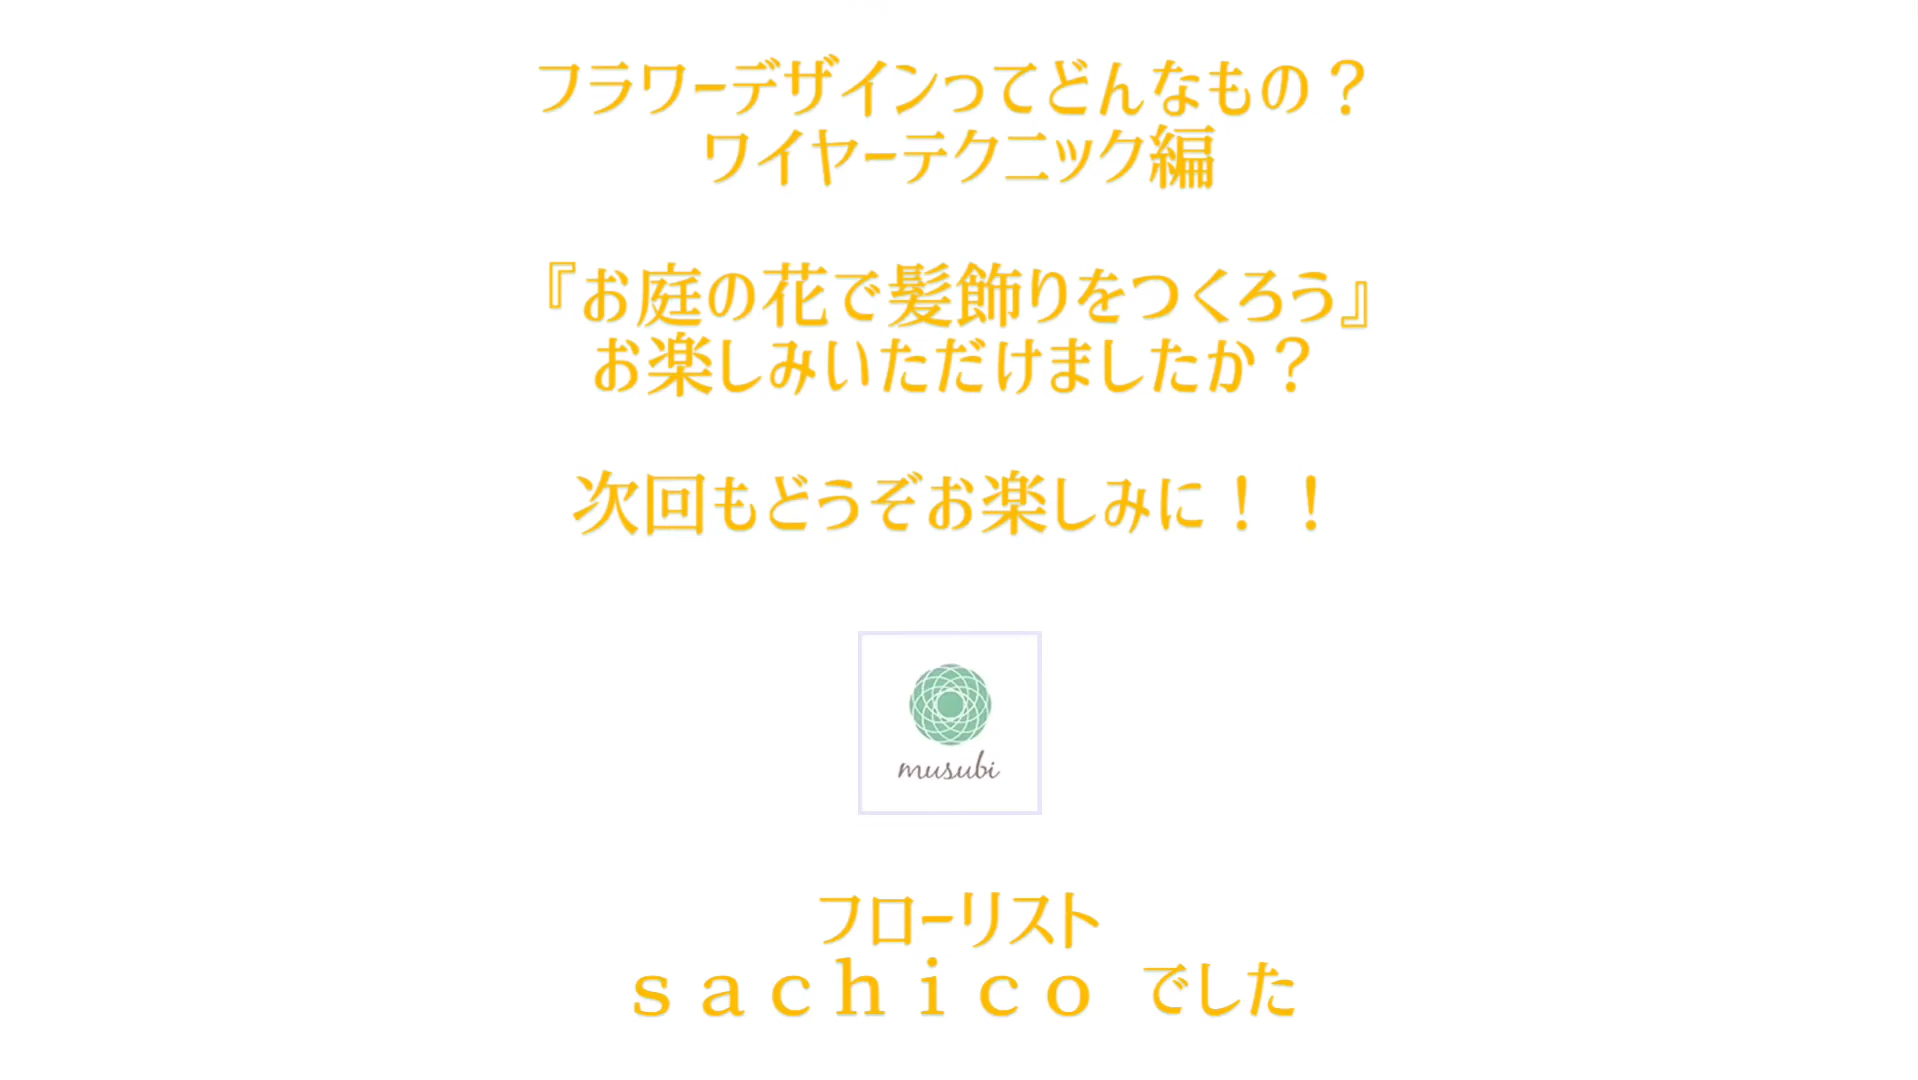 フラワーデザインってどんなもの？
ワイヤーテクニック編
『お庭の花で髪飾りをつくろう』
お楽しみいただけましたか？
次回もどうぞお楽しみに！！
musubi
フローリスト
ｓａｃｈｉｃｏ でした